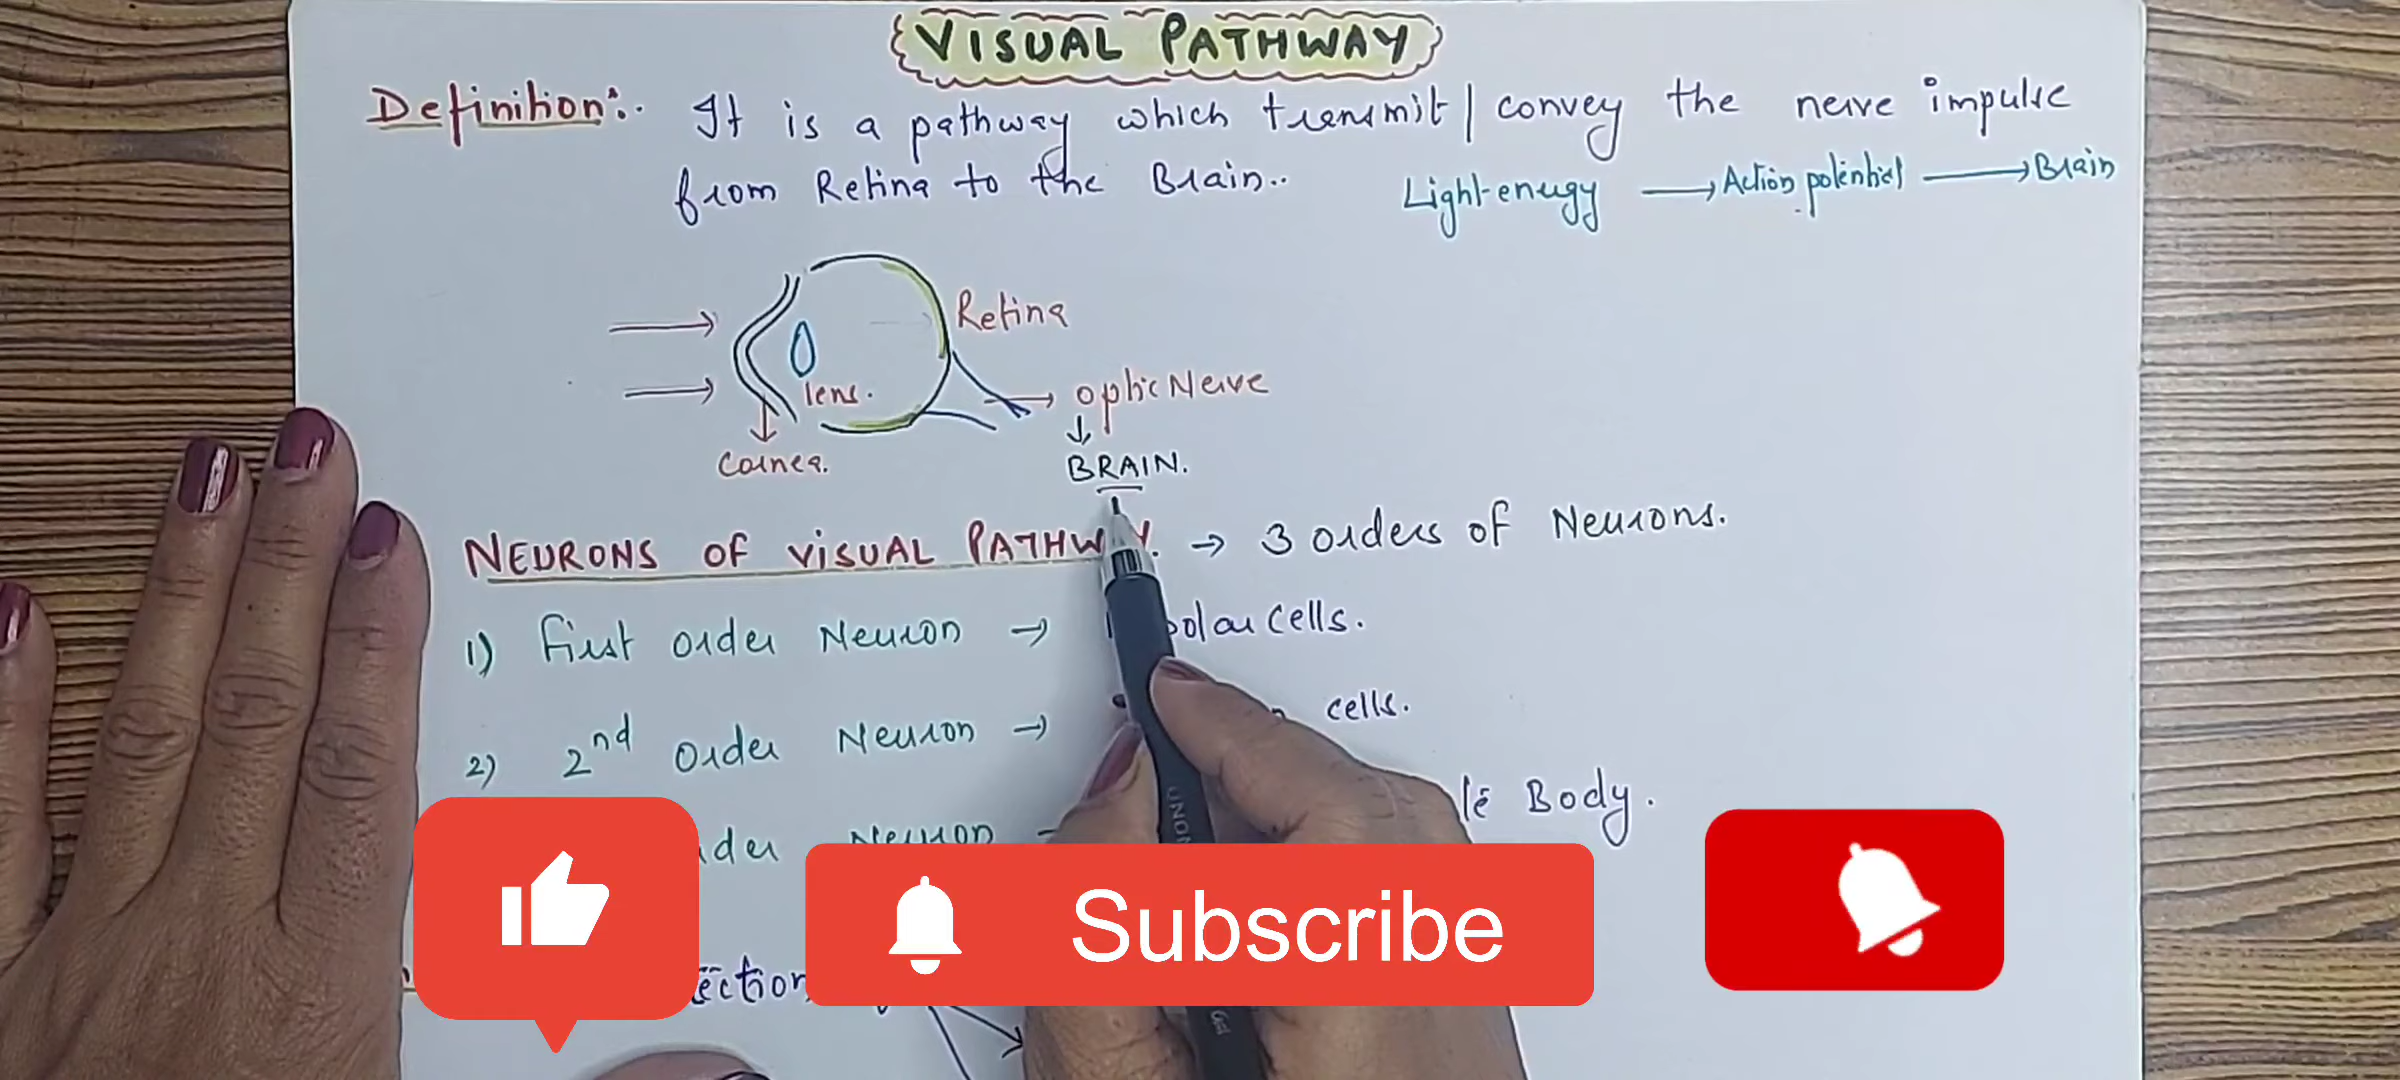 VISUAL PATHWAY
Definition:- It is a pathway which transmit | convey the nerve impulse
from Retina to the Brain..
Light energy → Action potential → Brain
Retina
lens.
Optic Nerve
↓
Cornea.
BRAIN.
NEURONS OF VISUAL PATHW Y. → 3 orders of Neurons.
1) First order Neuron → polar cells.
2) 2nd order Neuron → cells.
der Neuron → Body.
Subscribe
ection